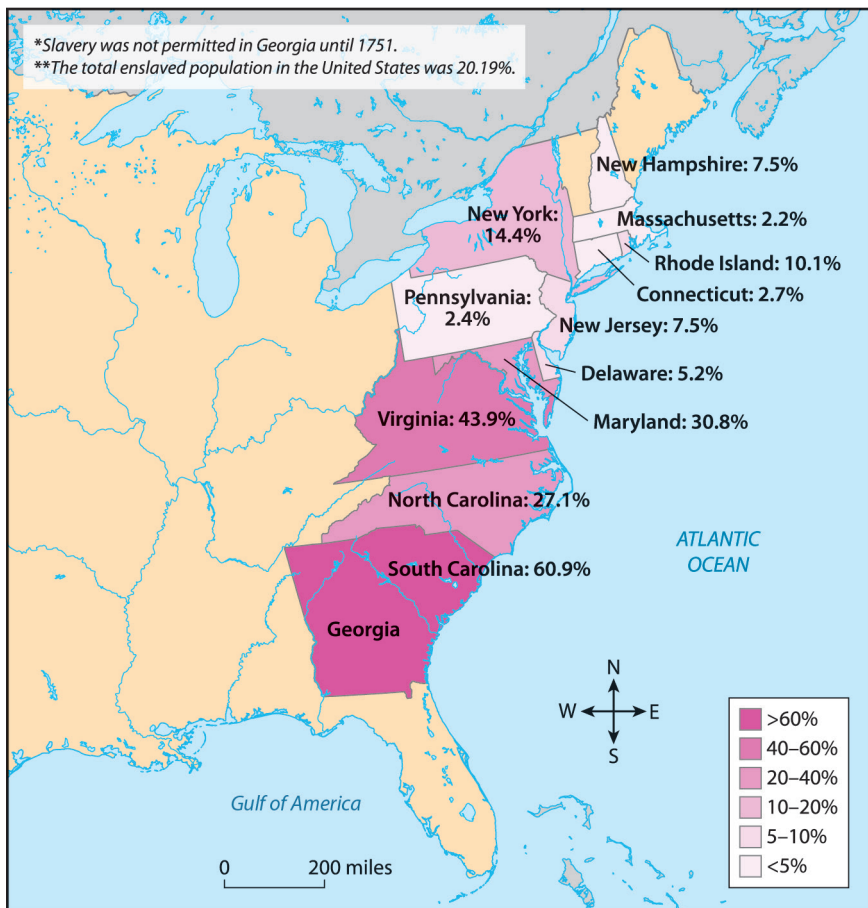 *Slavery was not permitted in Georgia until 1751.
**The total enslaved population in the United States was 20.19%.
New Hampshire: 7.5%
New York:
14.4%
Massachusetts: 2.2%
Rhode Island: 10.1%
Connecticut: 2.7%
Pennsylvania:
2.4%
New Jersey: 7.5%
Delaware: 5.2%
Maryland: 30.8%
Virginia: 43.9%
North Carolina: 27.1%
South Carolina: 60.9%
Georgia
ATLANTIC
OCEAN
Gulf of America
N
W
E
S
0
200 miles
>60%
40–60%
20–40%
10–20%
5–10%
<5%